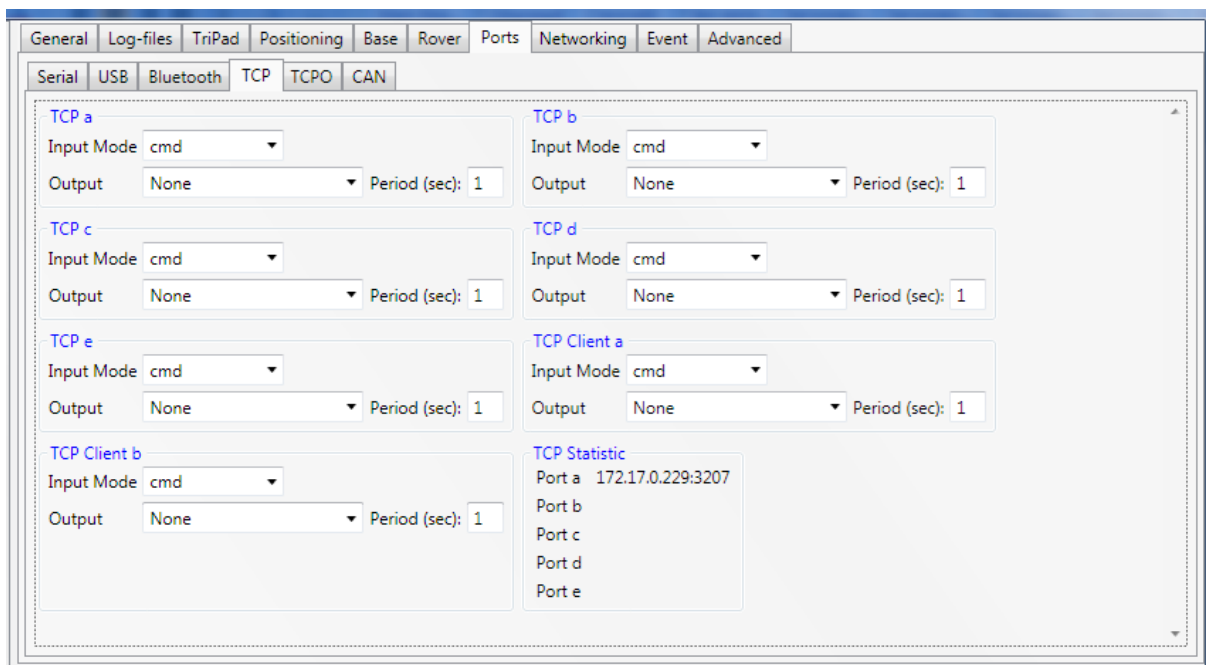 General Log-files TriPad Positioning Base Rover Ports Networking Event Advanced
Serial USB Bluetooth TCP TCPO CAN
TCP a
Input Mode cmd
Output None Period (sec): 1
TCP b
Input Mode cmd
Output None Period (sec): 1
TCP c
Input Mode cmd
Output None Period (sec): 1
TCP d
Input Mode cmd
Output None Period (sec): 1
TCP e
Input Mode cmd
Output None Period (sec): 1
TCP Client a
Input Mode cmd
Output None Period (sec): 1
TCP Client b
Input Mode cmd
Output None Period (sec): 1
TCP Statistic
Port a 172.17.0.229:3207
Port b
Port c
Port d
Port e